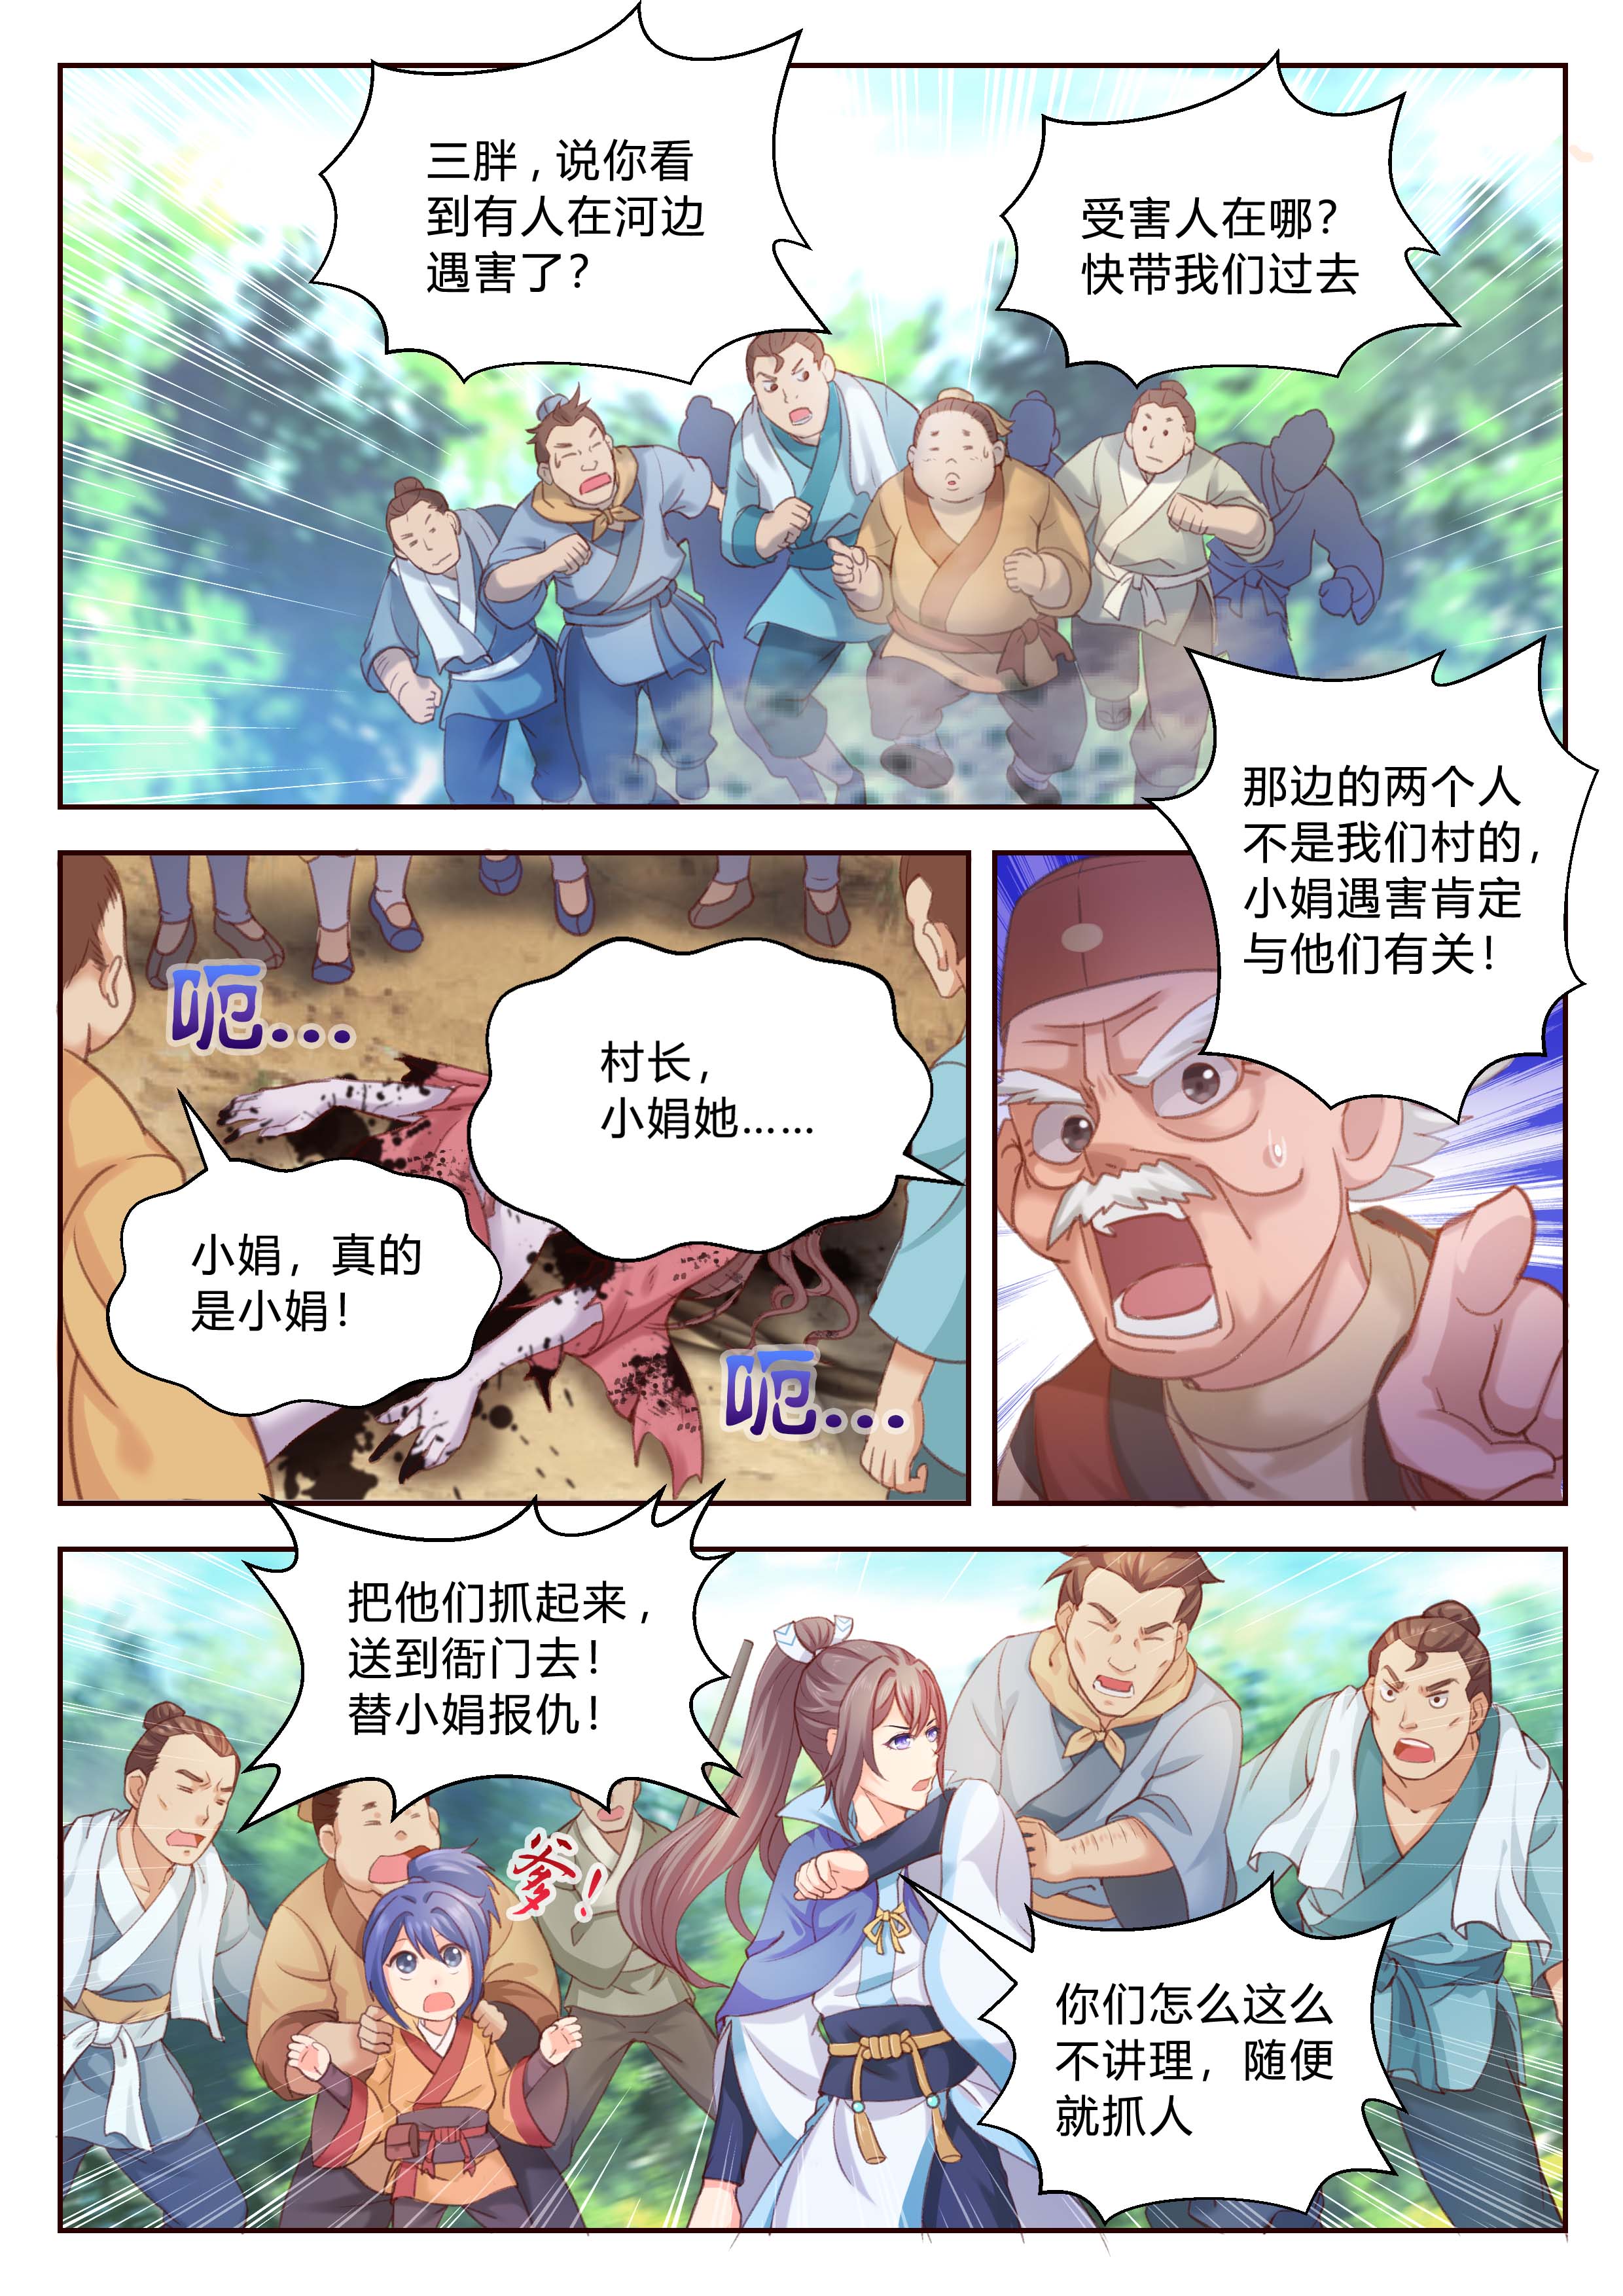 三胖，说你看
到有人在河边
遇害了？
受害人在哪？
快带我们过去
那边的两个人
不是我们村的，
小娟遇害肯定
与他们有关！
呃...
村长，
小娟她……
小娟，真的
是小娟！
呃...
把他们抓起来，
送到衙门去！
替小娟报仇！
爹！
你们怎么这么
不讲理，随便
就抓人